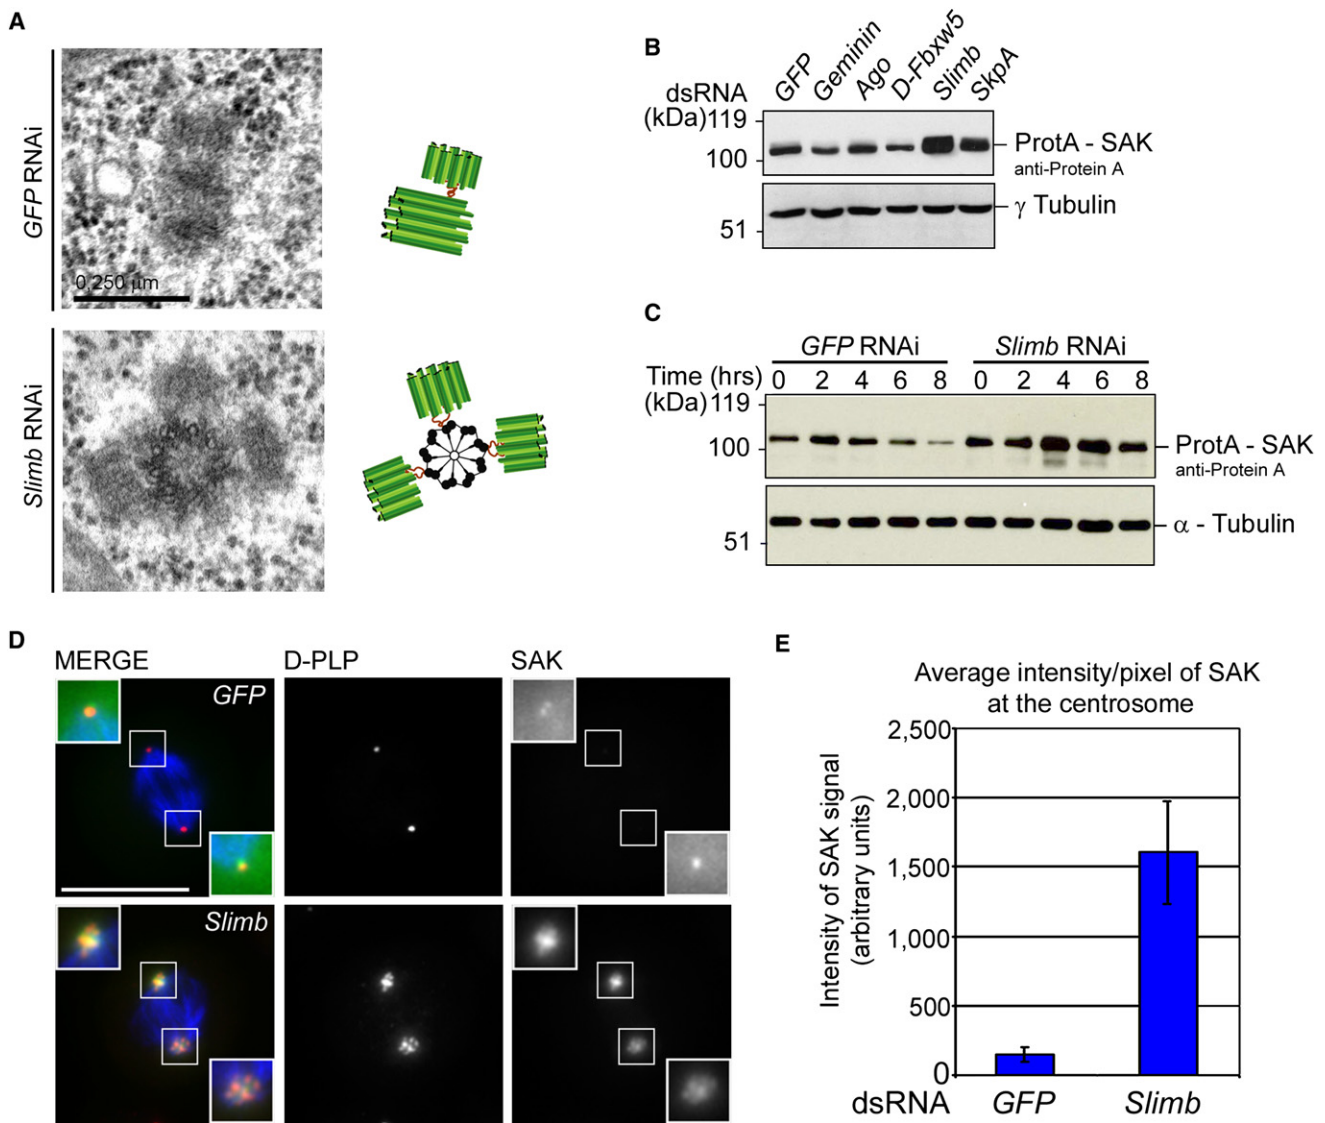 A
GFP RNAi
0,250 μm
Slimb RNAi
B
dsRNA
(kDa)
GFP
Geminin
Ago
D-Fbxw5
Slimb
SkpA
119
100
ProtA - SAK
anti-Protein A
γ Tubulin
51
C
GFP RNAi
Slimb RNAi
Time (hrs) 0 2 4 6 8 0 2 4 6 8
(kDa) 119
100
ProtA - SAK
anti-Protein A
α - Tubulin
51
D
MERGE D-PLP SAK
GFP
Slimb
E
Average intensity/pixel of SAK
at the centrosome
Intensity of SAK signal
(arbitrary units)
2,500
2,000
1,500
1,000
500
0
dsRNA GFP Slimb